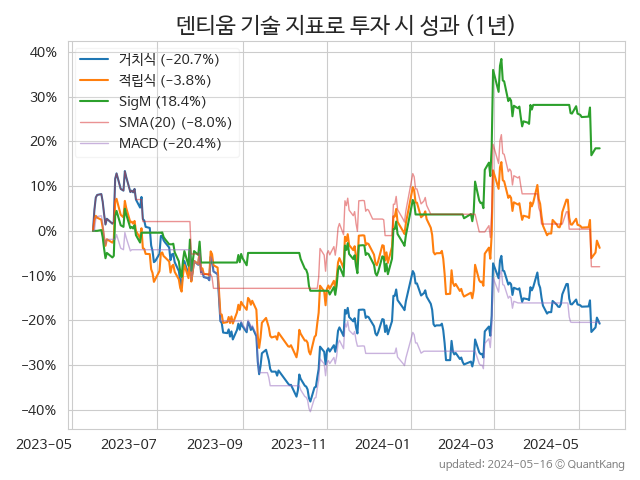 덴티움 기술 지표로 투자 시 성과 (1년)
40%
30%
20%
10%
0%
−10%
−20%
−30%
−40%
거치식 (−20.7%)
적립식 (−3.8%)
SigM (18.4%)
SMA(20) (−8.0%)
MACD (−20.4%)
2023-05 2023-07 2023-09 2023-11 2024-01 2024-03 2024-05
updated: 2024-05-16 ⓒ QuantKang